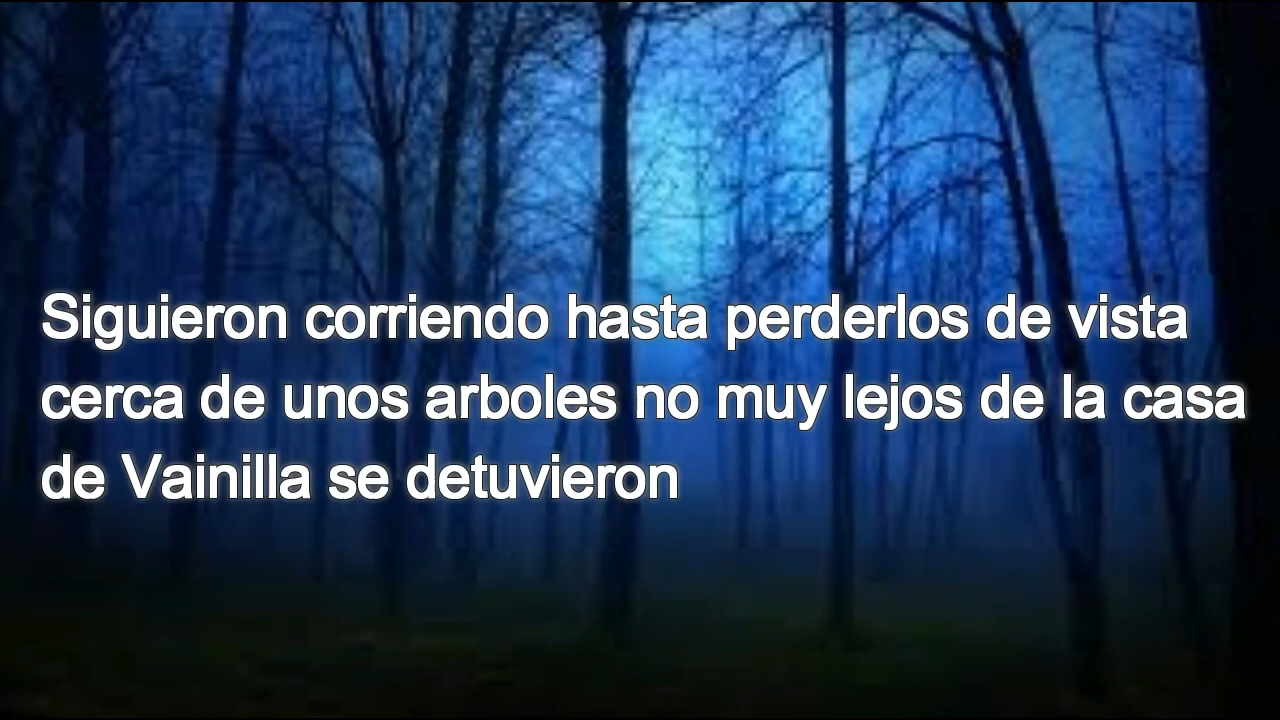 Siguieron corriendo hasta perderlos de vista
cerca de unos arboles no muy lejos de la casa
de Vainilla se detuvieron